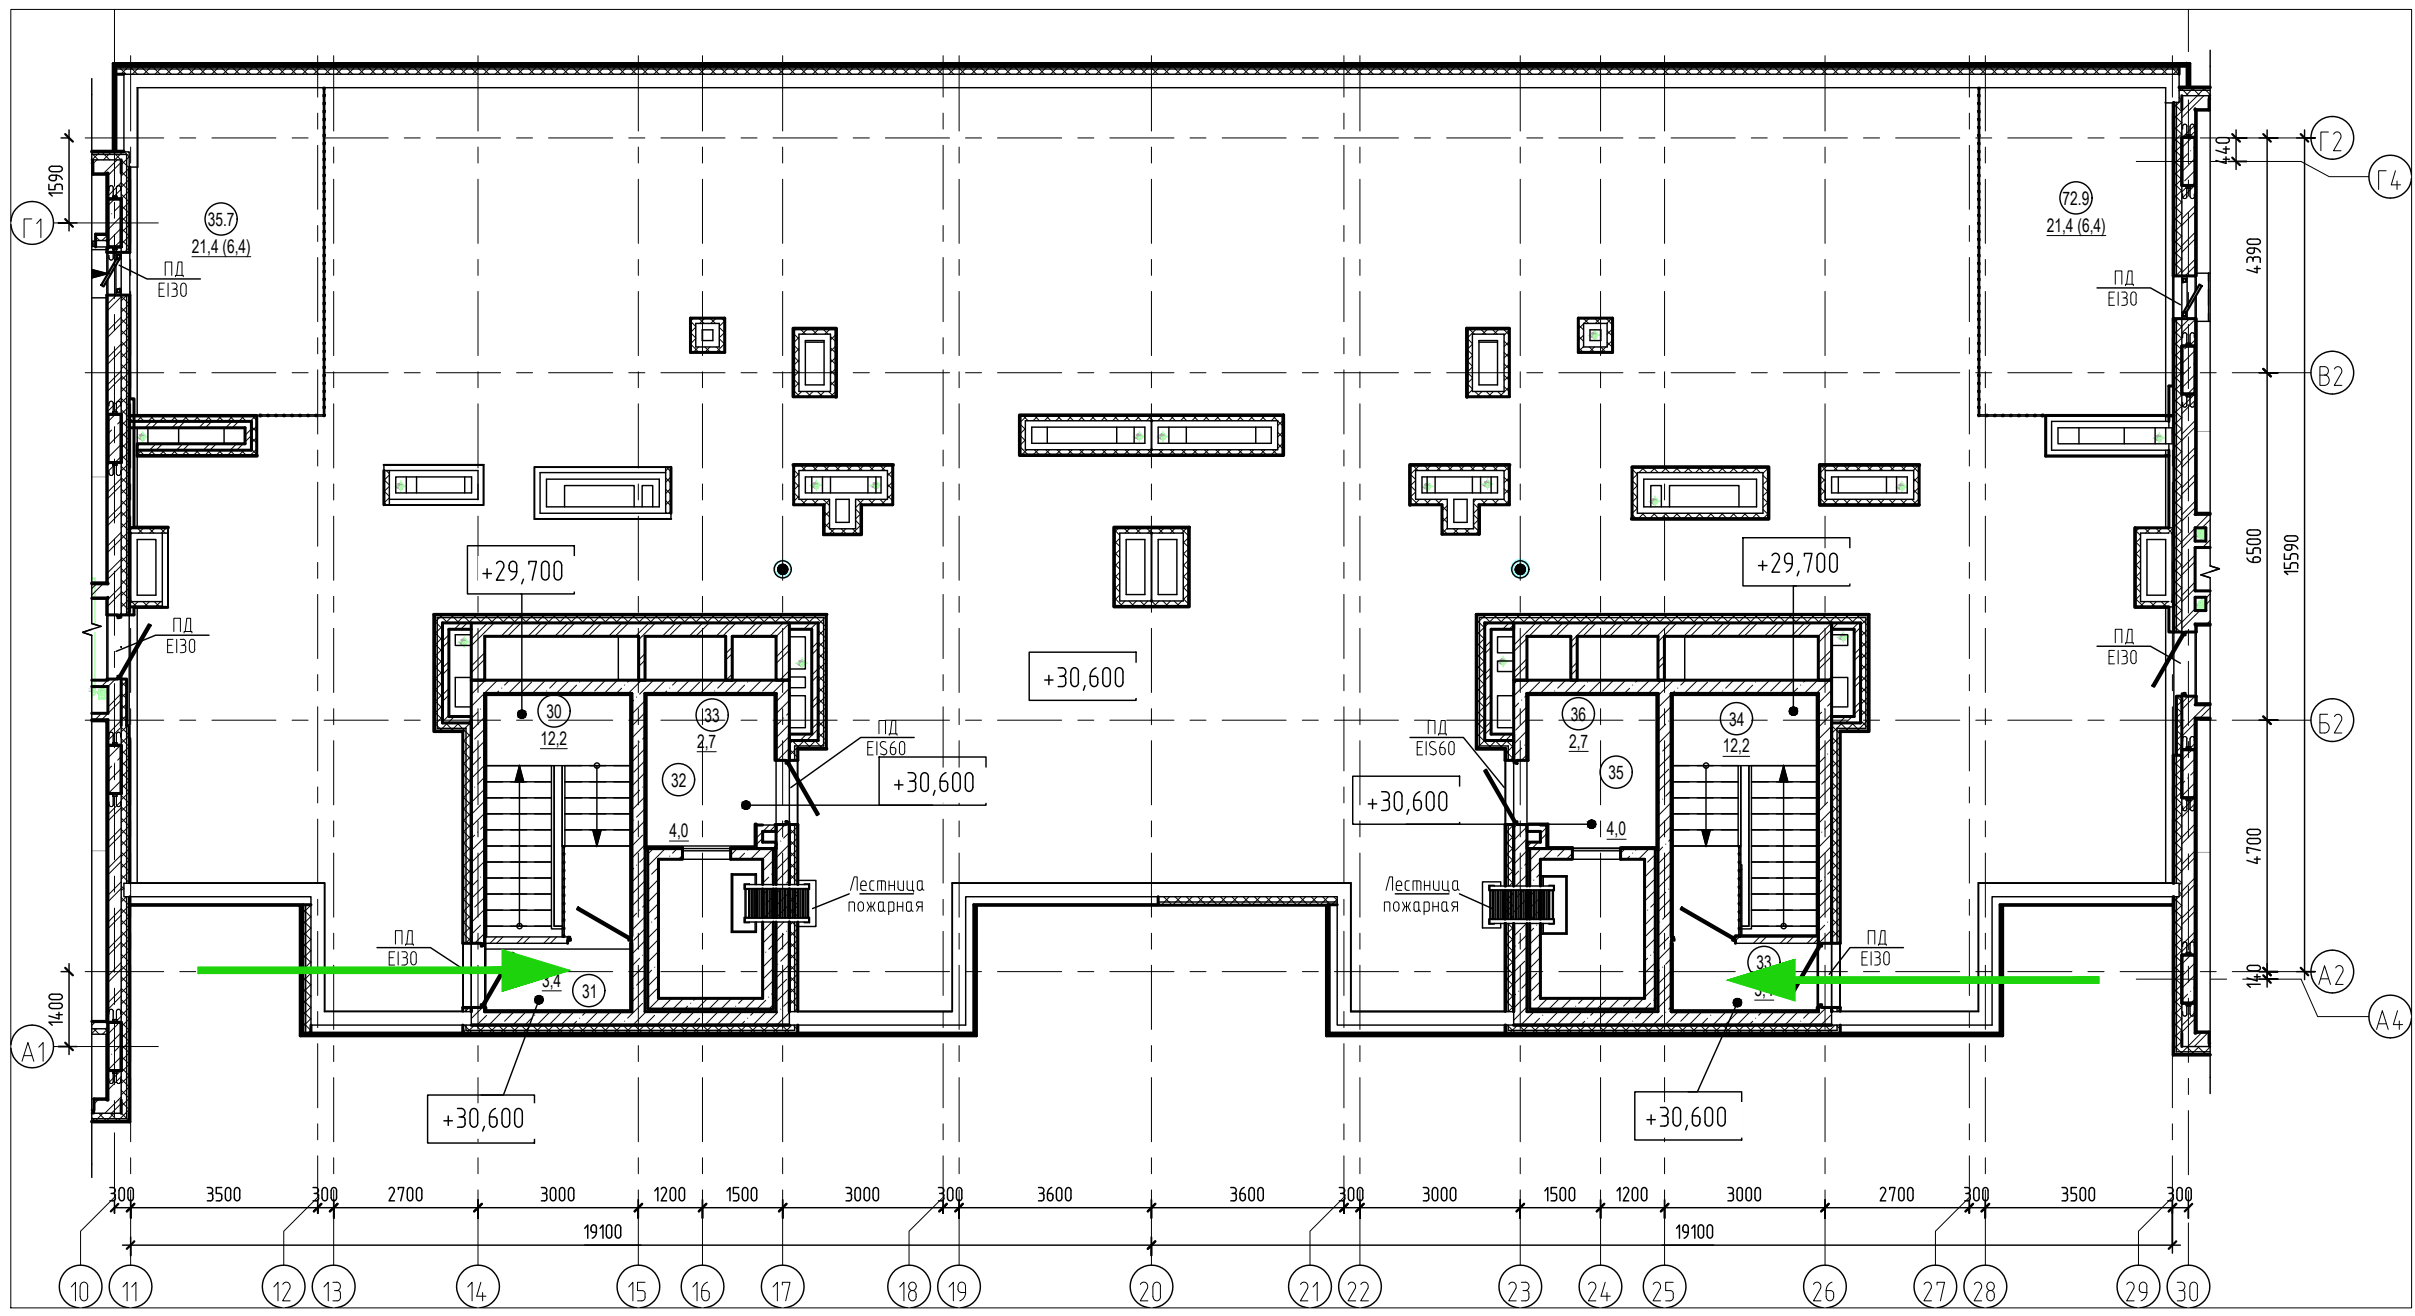 Г2
Г4
440
1590
Г1
35.7
21,4 (6,4)
72.9
21,4 (6,4)
4390
ПД
EI30
ПД
EI30
В2
+29,700
+29,700
6500
15590
ПД
EI30
ПД
EI30
+30,600
30
12,2
33
2,7
36
2,7
34
12,2
Б2
ПД
EIS60
ПД
EIS60
32
35
+30,600
+30,600
4,0
4,0
4700
Лестница
пожарная
Лестница
пожарная
ПД
EI30
ПД
EI30
33
3,4
31
А2
140
1400
А1
А4
+30,600
+30,600
300 3500 300 2700 3000 1200 1500 3000 300 3600 3600 300 3000 1500 1200 3000 2700 300 3500 300
19100 19100
10 11 12 13 14 15 16 17 18 19 20 21 22 23 24 25 26 27 28 29 30